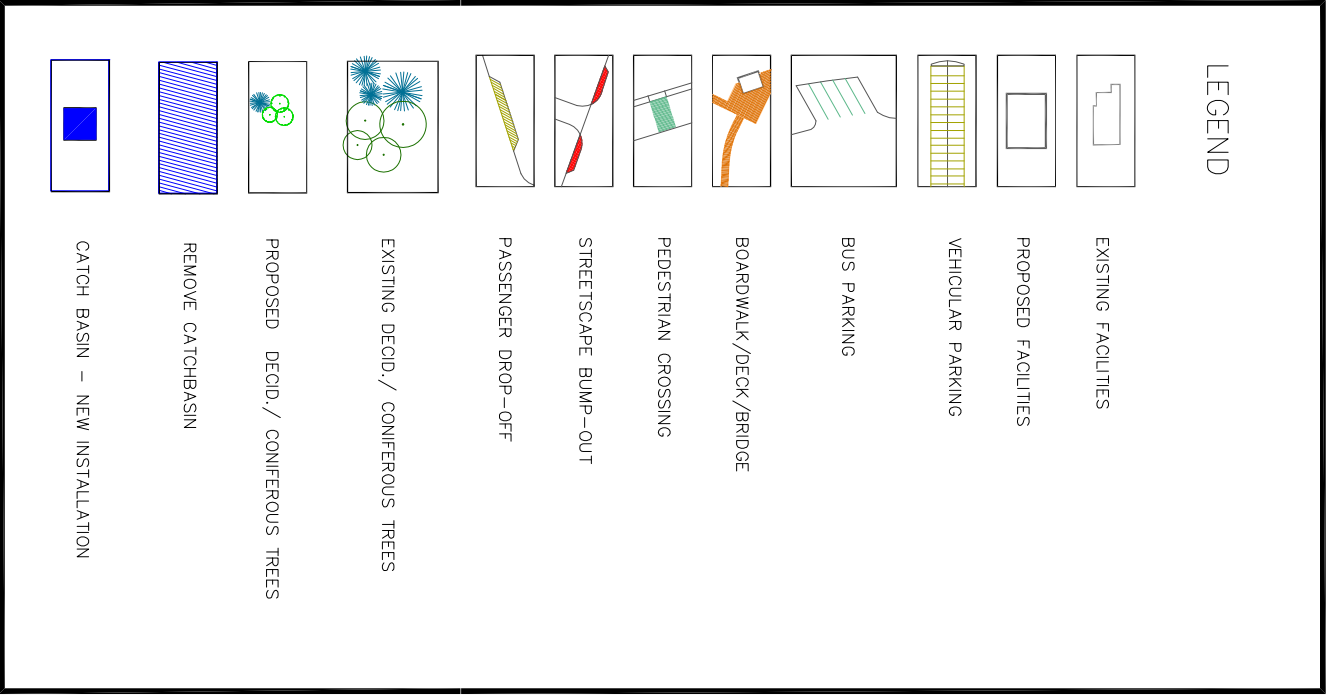 LEGEND
EXISTING FACILITIES
PROPOSED FACILITIES
VEHICULAR PARKING
BUS PARKING
BOARDWALK/DECK/BRIDGE
PEDESTRIAN CROSSING
STREETSCAPE BUMP-OUT
PASSENGER DROP-OFF
EXISTING DECID./ CONIFEROUS TREES
PROPOSED DECID./ CONIFEROUS TREES
REMOVE CATCHBASIN
CATCH BASIN - NEW INSTALLATION